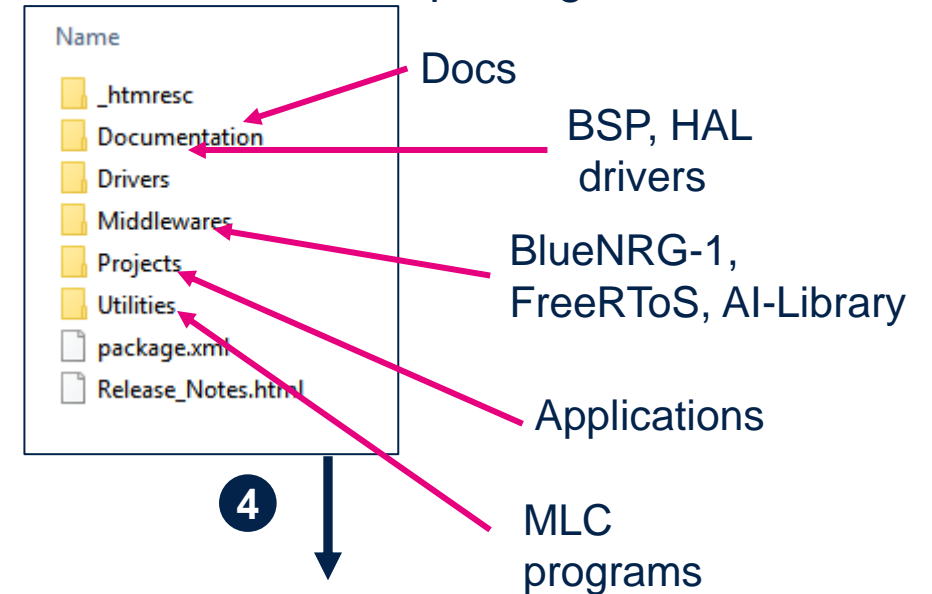 Name
_htmresc
Documentation
Drivers
Middlewares
Projects
Utilities
package.xml
Release_Notes.html
Docs
BSP, HAL
drivers
BlueNRG-1,
FreeRToS, AI-Library
Applications
MLC
programs
4